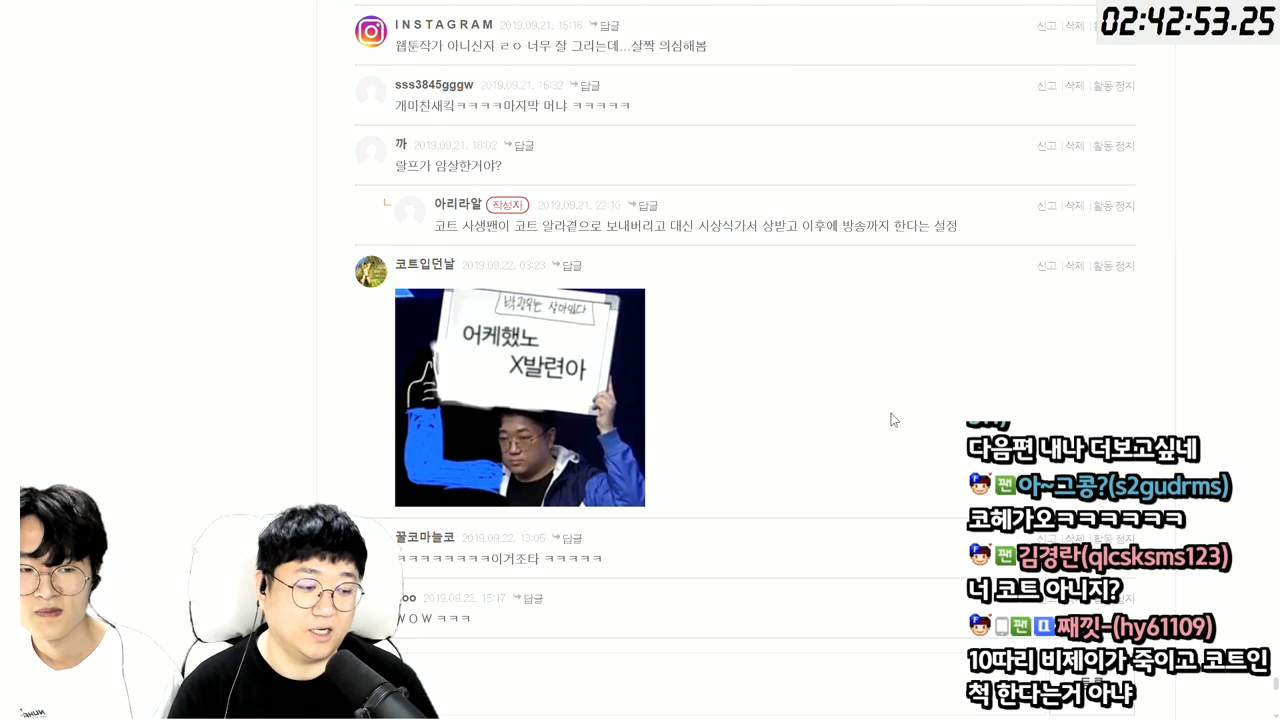 02:42:53.25
I N S T A G R A M 2019.09.21. 15:16 답글 신고 삭제
웹툰작가 아니신지 ㄹㅇ 너무 잘 그리는데...살짝 의심해봄
sss3845gggw 2019.09.21. 15:32 답글 신고 삭제 활동정지
개미친새킥ㅋㅋㅋㅋ마지막 머냐 ㅋㅋㅋㅋㅋ
까 2019.09.21. 18:02 답글 신고 삭제 활동정지
랄프가 암살한거야?
아리라알 작성자 2019.09.21. 22:10 답글 신고 삭제 활동정지
코트 사생팬이 코트 알라곁으로 보내버리고 대신 시상식가서 상받고 이후에 방송까지 한다는 설정
코트입던날 2019.09.22. 03:23 답글 신고 삭제 활동정지
박광우는 살아있다
어케했노
X발련아
꿀코마늘코 2019.09.22. 13:05 답글
ㅋㅋㅋㅋㅋㅋㅋ이거조타 ㅋㅋㅋㅋㅋ
oo 2019.09.22. 15:17 답글
W O W ㅋㅋㅋ
다음편 내나 더보고싶네
팬 아~그콩?(s2gudrms)
코헤가오ㅋㅋㅋㅋㅋㅋ
팬 김경란(qlcsksms123)
너 코트 아니지?
팬 째낏-(hy61109)
10따리 비제이가 죽이고 코트인
척 한다는거 아냐